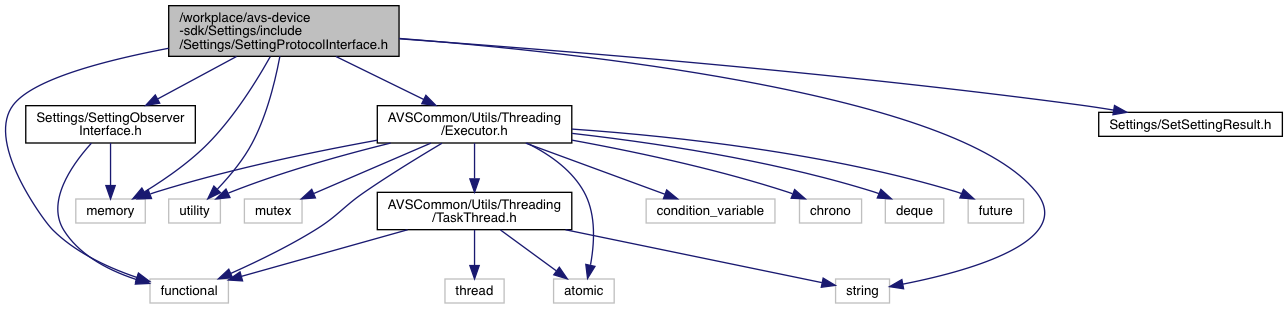 /workplace/avs-device
-sdk/Settings/include
/Settings/SettingProtocolInterface.h
Settings/SettingObserver
Interface.h
AVSCommon/Utils/Threading
/Executor.h
Settings/SetSettingResult.h
memory
utility
mutex
AVSCommon/Utils/Threading
/TaskThread.h
condition_variable
chrono
deque
future
functional
thread
atomic
string